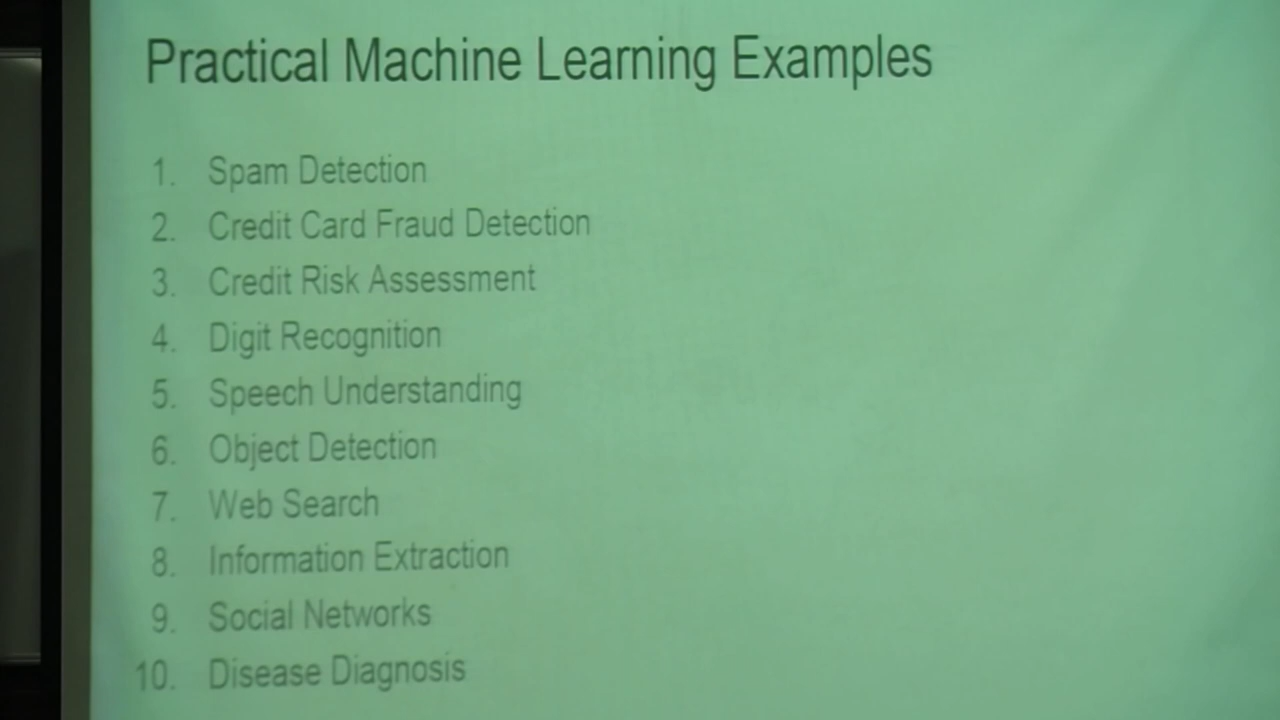 Practical Machine Learning Examples
1. Spam Detection
2. Credit Card Fraud Detection
3. Credit Risk Assessment
4. Digit Recognition
5. Speech Understanding
6. Object Detection
7. Web Search
8. Information Extraction
9. Social Networks
10. Disease Diagnosis